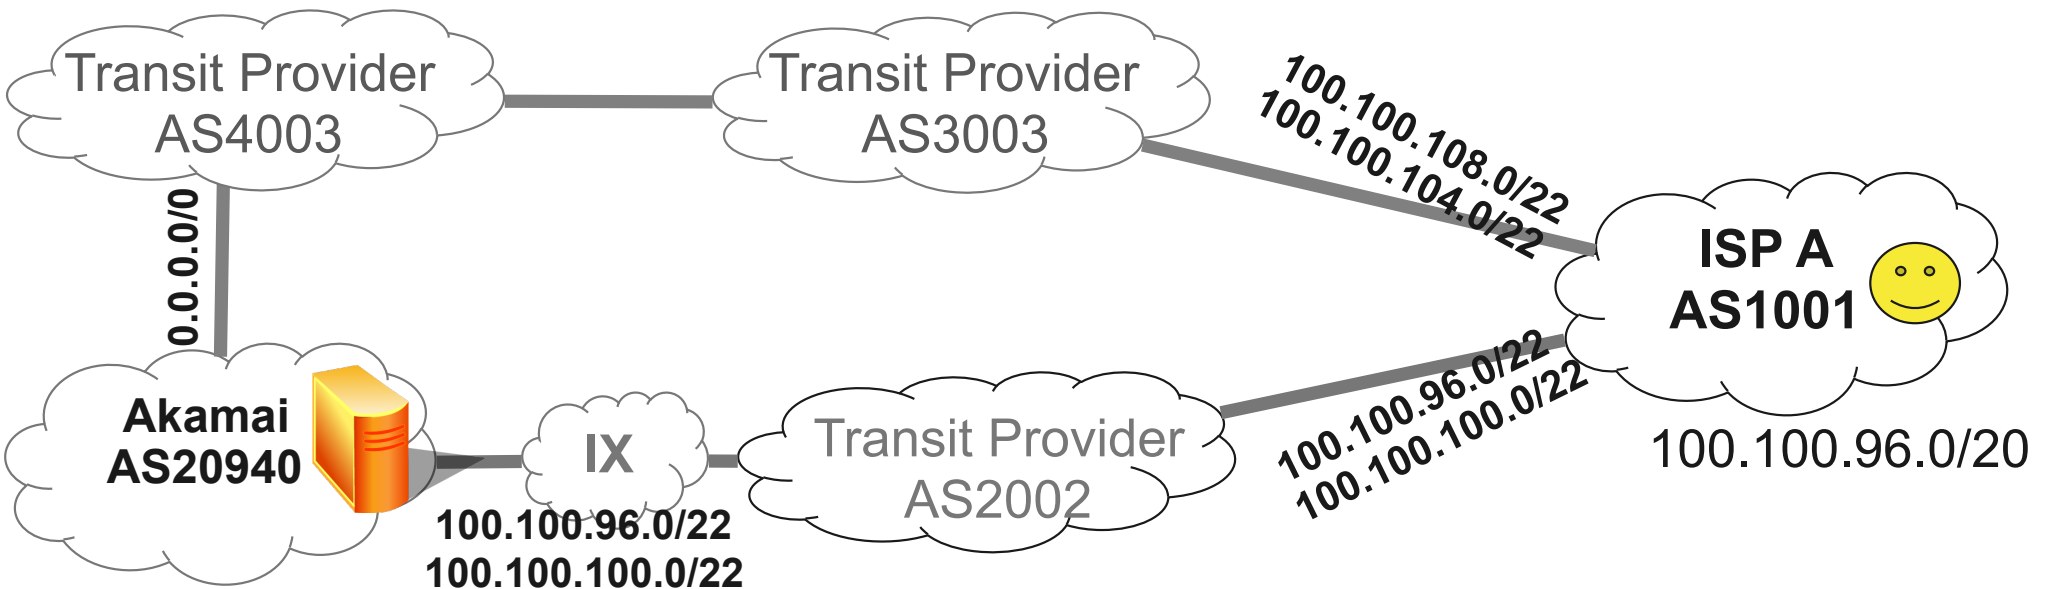 Transit Provider
AS4003
Transit Provider
AS3003
100.100.108.0/22
100.100.104.0/22
0.0.0.0/0
ISP A
AS1001
100.100.96.0/20
Akamai
AS20940
IX
100.100.96.0/22
100.100.100.0/22
Transit Provider
AS2002
100.100.96.0/22
100.100.100.0/22